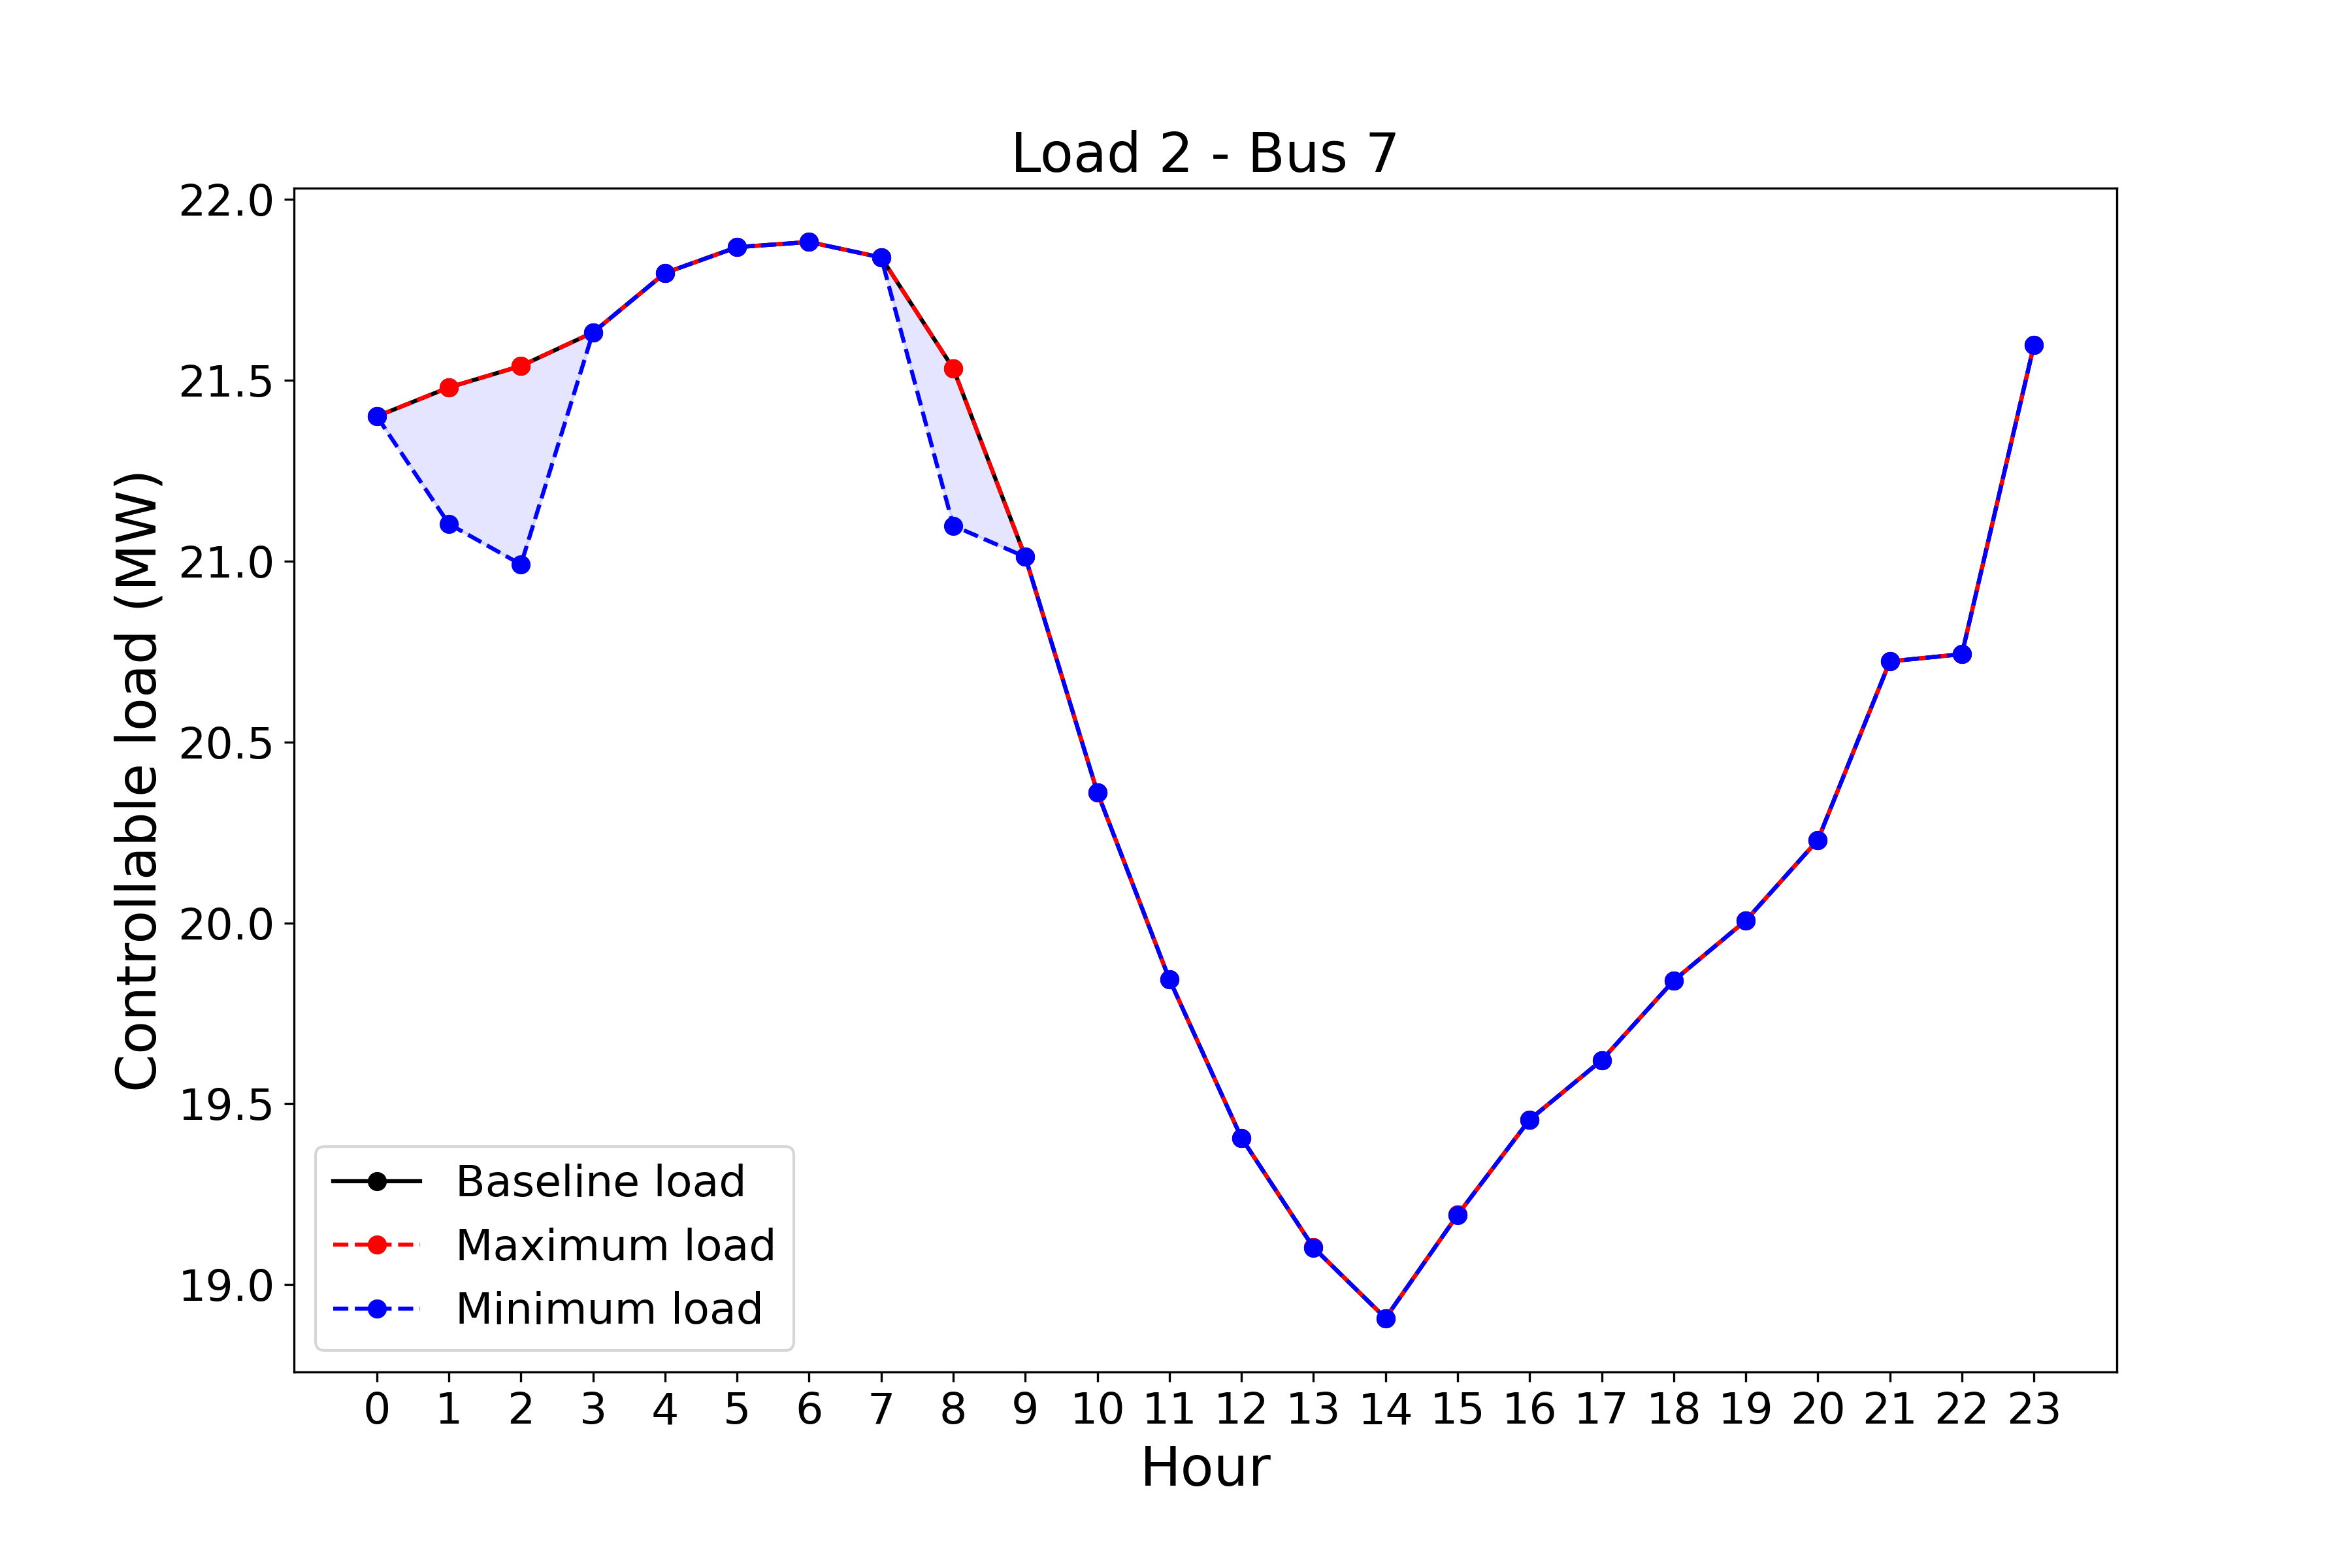 Load 2 - Bus 7
Controllable load (MW)
22.0
21.5
21.0
20.5
20.0
19.5
19.0
Baseline load
Maximum load
Minimum load
0 1 2 3 4 5 6 7 8 9 10 11 12 13 14 15 16 17 18 19 20 21 22 23
Hour